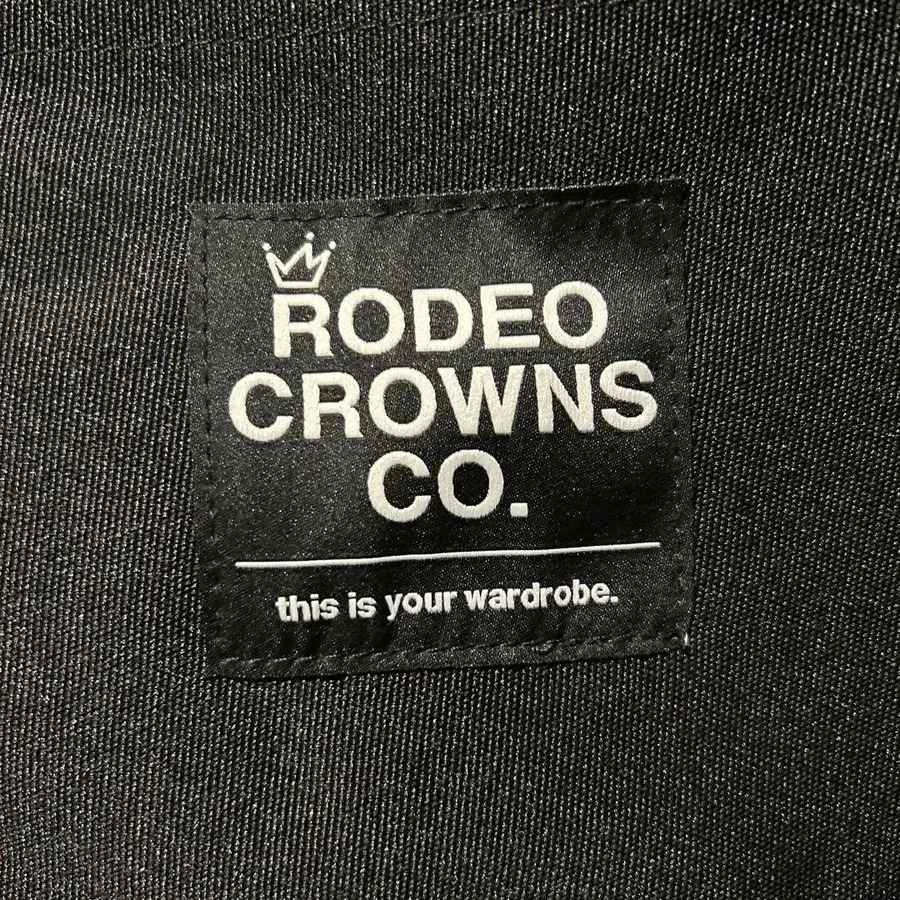 RODEO
CROWNS
CO.
this is your wardrobe.